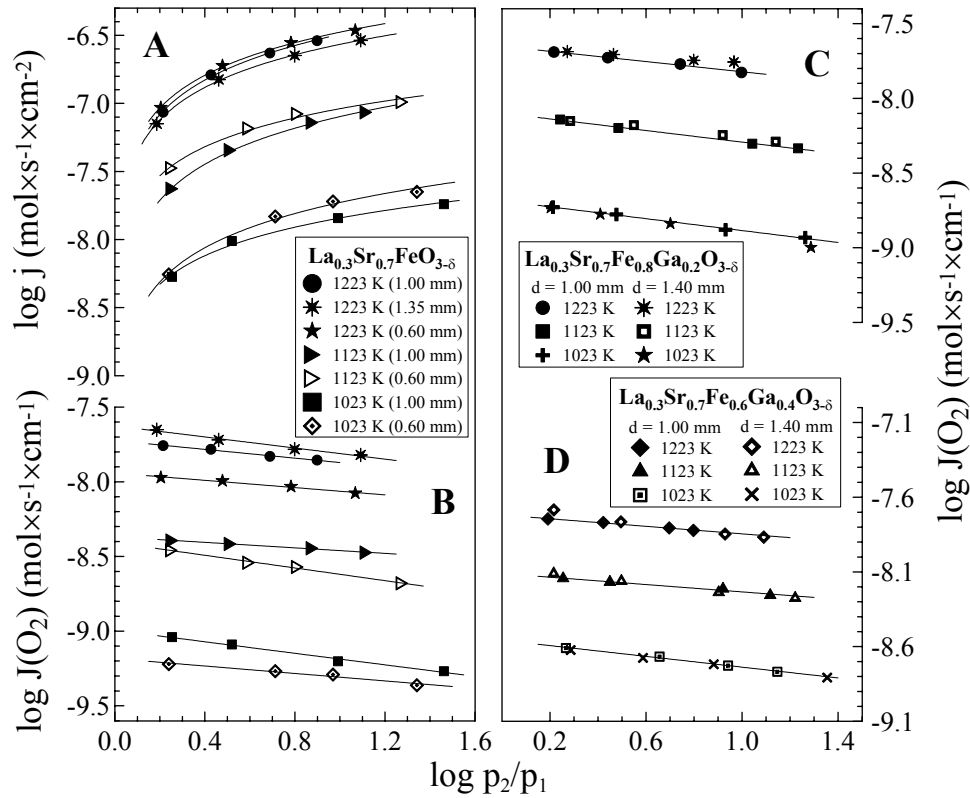 A
-6.5
-7.0
-7.5
-8.0
-8.5
-9.0
log j (mol×s⁻¹×cm⁻²)
La₀.₃Sr₀.₇FeO₃₋δ
1223 K (1.00 mm)
1223 K (1.35 mm)
1223 K (0.60 mm)
1123 K (1.00 mm)
1123 K (0.60 mm)
1023 K (1.00 mm)
1023 K (0.60 mm)
B
-7.5
-8.0
-8.5
-9.0
-9.5
log J(O₂) (mol×s⁻¹×cm⁻¹)
0.0 0.4 0.8 1.2 1.6
C
-7.5
-8.0
-8.5
-9.0
-9.5
La₀.₃Sr₀.₇Fe₀.₈Ga₀.₂O₃₋δ
d = 1.00 mm d = 1.40 mm
1223 K 1223 K
1123 K 1123 K
1023 K 1023 K
log J(O₂) (mol×s⁻¹×cm⁻¹)
La₀.₃Sr₀.₇Fe₀.₆Ga₀.₄O₃₋δ
d = 1.00 mm d = 1.40 mm
1223 K 1223 K
1123 K 1123 K
1023 K 1023 K
D
-7.1
-7.6
-8.1
-8.6
-9.1
0.2 0.6 1.0 1.4
log p₂/p₁